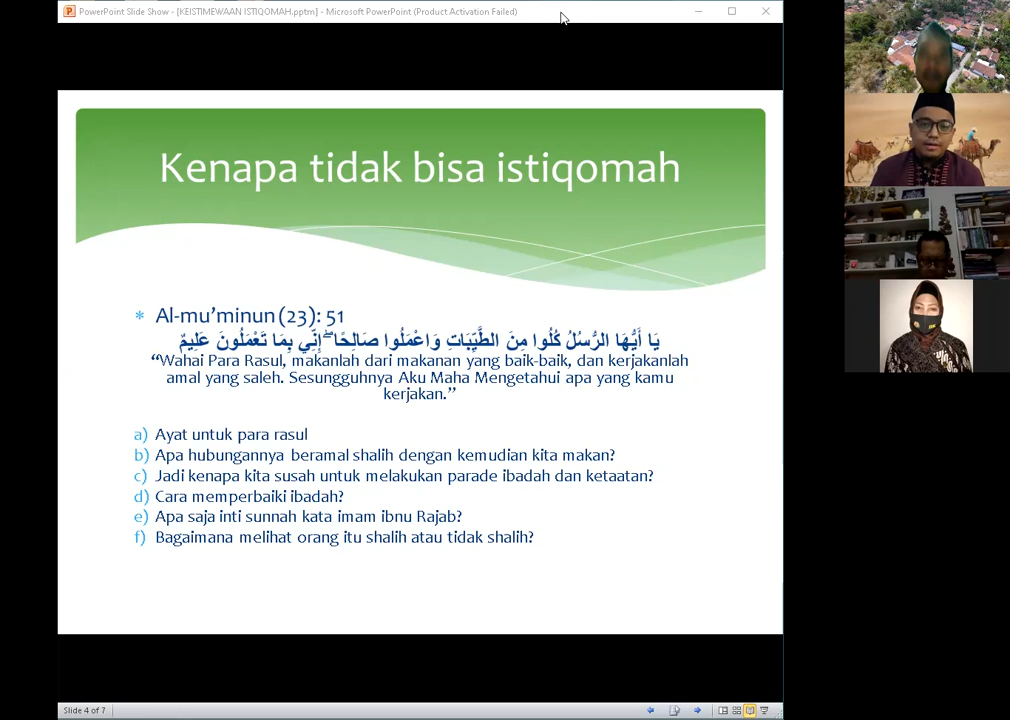 PowerPoint Slide Show - [KEISTIMEWAAN ISTIQOMAH.pptm] - Microsoft PowerPoint (Product Activation Failed)
Kenapa tidak bisa istiqomah
* Al-mu’minun (23): 51
يَا أَيُّهَا الرُّسُلُ كُلُوا مِنَ الطَّيِّبَاتِ وَاعْمَلُوا صَالِحًا ۖ إِنِّي بِمَا تَعْمَلُونَ عَلِيمٌ
“Wahai Para Rasul, makanlah dari makanan yang baik-baik, dan kerjakanlah
amal yang saleh. Sesungguhnya Aku Maha Mengetahui apa yang kamu
kerjakan.”
a) Ayat untuk para rasul
b) Apa hubungannya beramal shalih dengan kemudian kita makan?
c) Jadi kenapa kita susah untuk melakukan parade ibadah dan ketaatan?
d) Cara memperbaiki ibadah?
e) Apa saja inti sunnah kata imam ibnu Rajab?
f) Bagaimana melihat orang itu shalih atau tidak shalih?
Slide 4 of 7